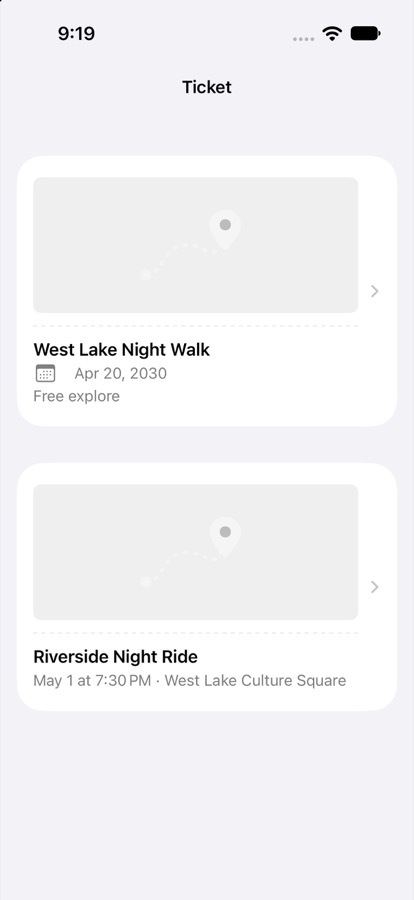 9:19
Ticket
West Lake Night Walk
Apr 20, 2030
Free explore
Riverside Night Ride
May 1 at 7:30 PM · West Lake Culture Square